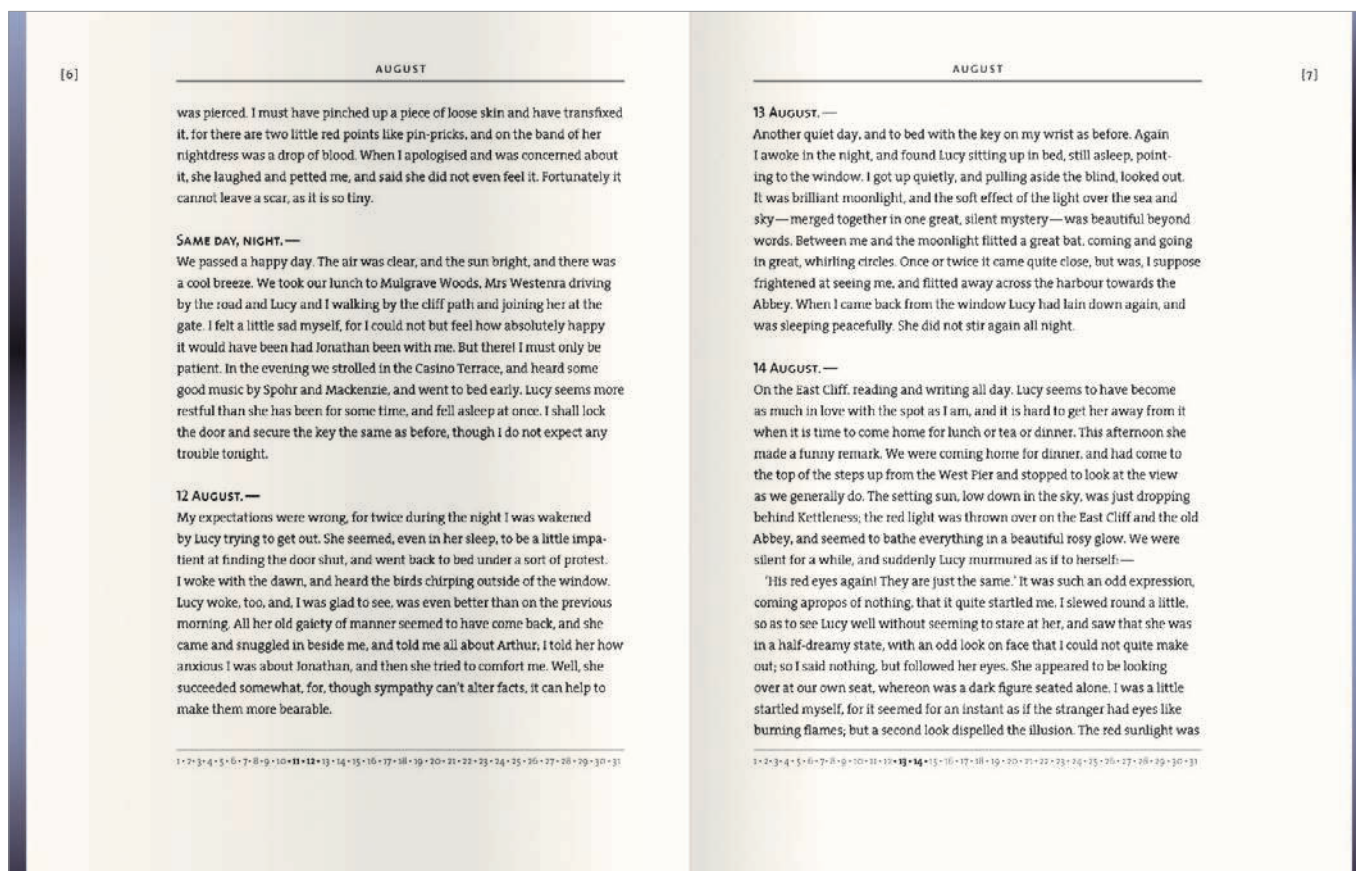 [6]
AUGUST
was pierced. I must have pinched up a piece of loose skin and have transfixed
it, for there are two little red points like pin-pricks, and on the band of her
nightdress was a drop of blood. When I apologised and was concerned about
it, she laughed and petted me, and said she did not even feel it. Fortunately it
cannot leave a scar, as it is so tiny.
SAME DAY, NIGHT.—
We passed a happy day. The air was clear, and the sun bright, and there was
a cool breeze. We took our lunch to Mulgrave Woods, Mrs Westenra driving
by the road and Lucy and I walking by the cliff path and joining her at the
gate. I felt a little sad myself, for I could not but feel how absolutely happy
it would have been had Jonathan been with me. But there! I must only be
patient. In the evening we strolled in the Casino Terrace, and heard some
good music by Spohr and Mackenzie, and went to bed early. Lucy seems more
restful than she has been for some time, and fell asleep at once. I shall lock
the door and secure the key the same as before, though I do not expect any
trouble tonight.
12 AUGUST.—
My expectations were wrong, for twice during the night I was wakened
by Lucy trying to get out. She seemed, even in her sleep, to be a little impa-
tient at finding the door shut, and went back to bed under a sort of protest.
I woke with the dawn, and heard the birds chirping outside of the window.
Lucy woke, too, and, I was glad to see, was even better than on the previous
morning. All her old gaiety of manner seemed to have come back, and she
came and snuggled in beside me, and told me all about Arthur; I told her how
anxious I was about Jonathan, and then she tried to comfort me. Well, she
succeeded somewhat, for, though sympathy can't alter facts, it can help to
make them more bearable.
1•2•3•4•5•6•7•8•9•10•11•12•13•14•15•16•17•18•19•20•21•22•23•24•25•26•27•28•29•30•31
AUGUST
[7]
13 AUGUST.—
Another quiet day, and to bed with the key on my wrist as before. Again
I awoke in the night, and found Lucy sitting up in bed, still asleep, point-
ing to the window. I got up quietly, and pulling aside the blind, looked out.
It was brilliant moonlight, and the soft effect of the light over the sea and
sky—merged together in one great, silent mystery—was beautiful beyond
words. Between me and the moonlight flitted a great bat, coming and going
in great, whirling circles. Once or twice it came quite close, but was, I suppose
frightened at seeing me, and flitted away across the harbour towards the
Abbey. When I came back from the window Lucy had lain down again, and
was sleeping peacefully. She did not stir again all night.
14 AUGUST.—
On the East Cliff, reading and writing all day. Lucy seems to have become
as much in love with the spot as I am, and it is hard to get her away from it
when it is time to come home for lunch or tea or dinner. This afternoon she
made a funny remark. We were coming home for dinner, and had come to
the top of the steps up from the West Pier and stopped to look at the view
as we generally do. The setting sun, low down in the sky, was just dropping
behind Kettleness; the red light was thrown over on the East Cliff and the old
Abbey, and seemed to bathe everything in a beautiful rosy glow. We were
silent for a while, and suddenly Lucy murmured as if to herself:—
'His red eyes again! They are just the same.' It was such an odd expression,
coming apropos of nothing, that it quite startled me. I slewed round a little,
so as to see Lucy well without seeming to stare at her, and saw that she was
in a half-dreamy state, with an odd look on face that I could not quite make
out; so I said nothing, but followed her eyes. She appeared to be looking
over at our own seat, whereon was a dark figure seated alone. I was a little
startled myself, for it seemed for an instant as if the stranger had eyes like
burning flames; but a second look dispelled the illusion. The red sunlight was
1•2•3•4•5•6•7•8•9•10•11•12•13•14•15•16•17•18•19•20•21•22•23•24•25•26•27•28•29•30•31